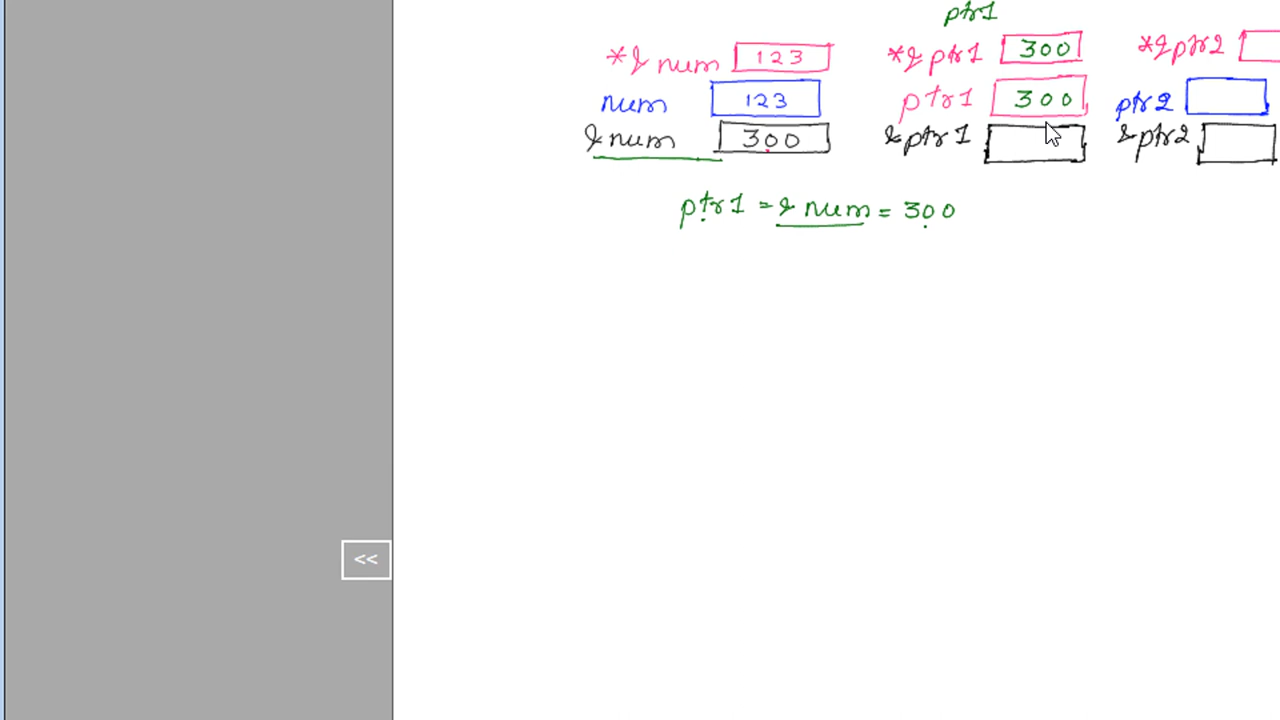 ptr1
*& num 123 *&ptr1 300 *&ptr2
num 123 ptr1 300 ptr2
&num 300 &ptr1 &ptr2
ptr1 = & num = 300
<<